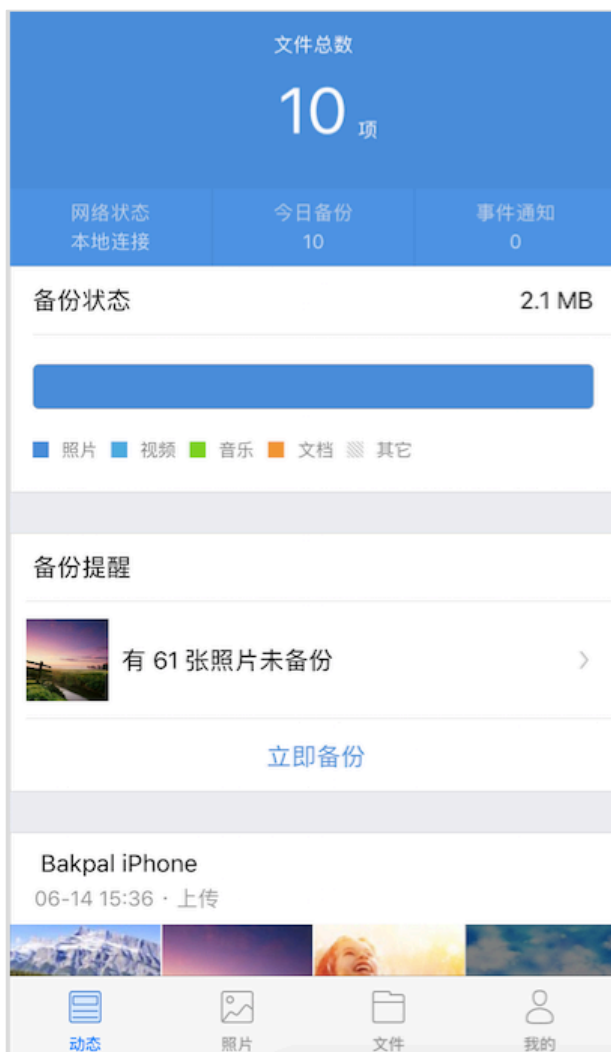 文件总数
10 项
网络状态 今日备份 事件通知
本地连接 10 0
备份状态 2.1 MB
照片 视频 音乐 文档 其它
备份提醒
有 61 张照片未备份
立即备份
Bakpal iPhone
06-14 15:36 · 上传
动态 照片 文件 我的